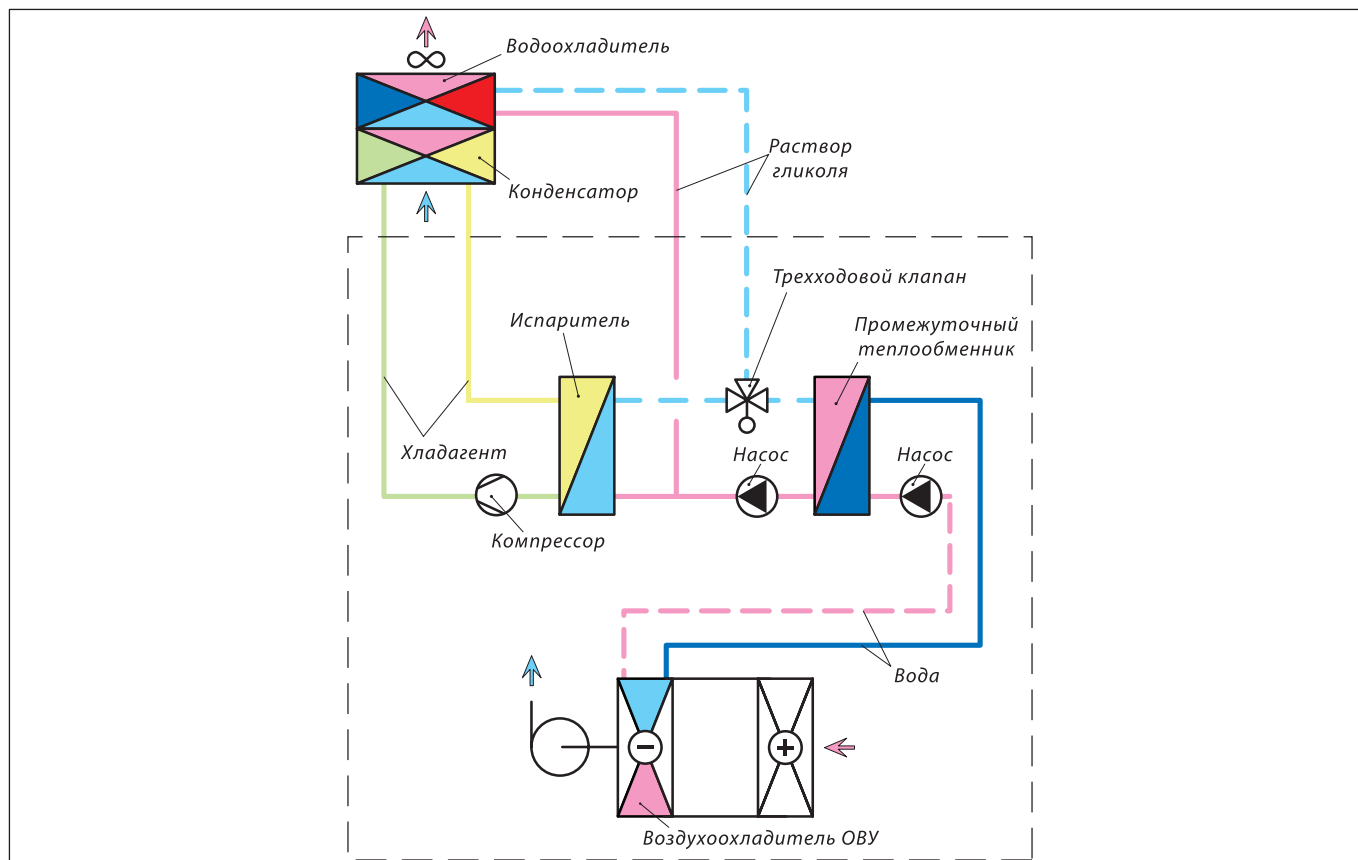 Водоохладитель
Раствор
гликоля
Конденсатор
Трехходовой клапан
Испаритель
Промежуточный
теплообменник
Хладагент
Насос
Насос
Компрессор
Вода
Воздухоохладитель ОВУ